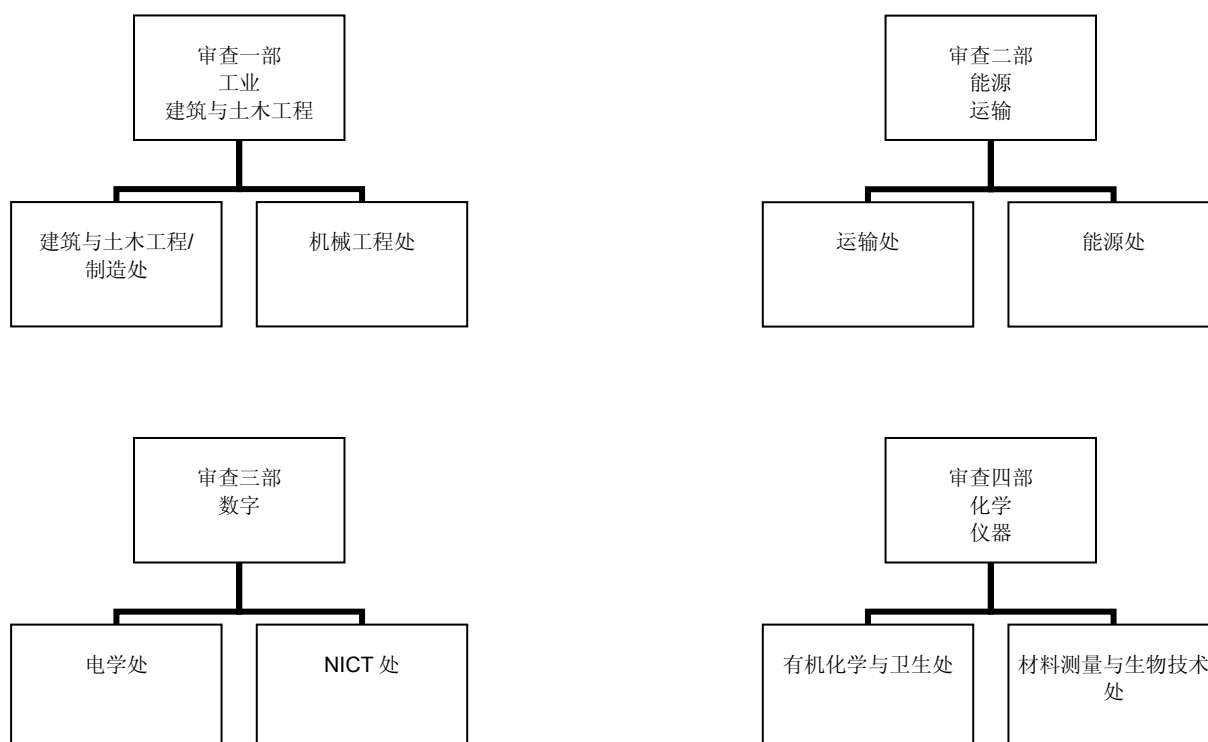 审查一部
工业
建筑与土木工程
审查二部
能源
运输
建筑与土木工程/
制造处
机械工程处
运输处
能源处
审查三部
数字
审查四部
化学
仪器
电学处
NICT 处
有机化学与卫生处
材料测量与生物技术
处